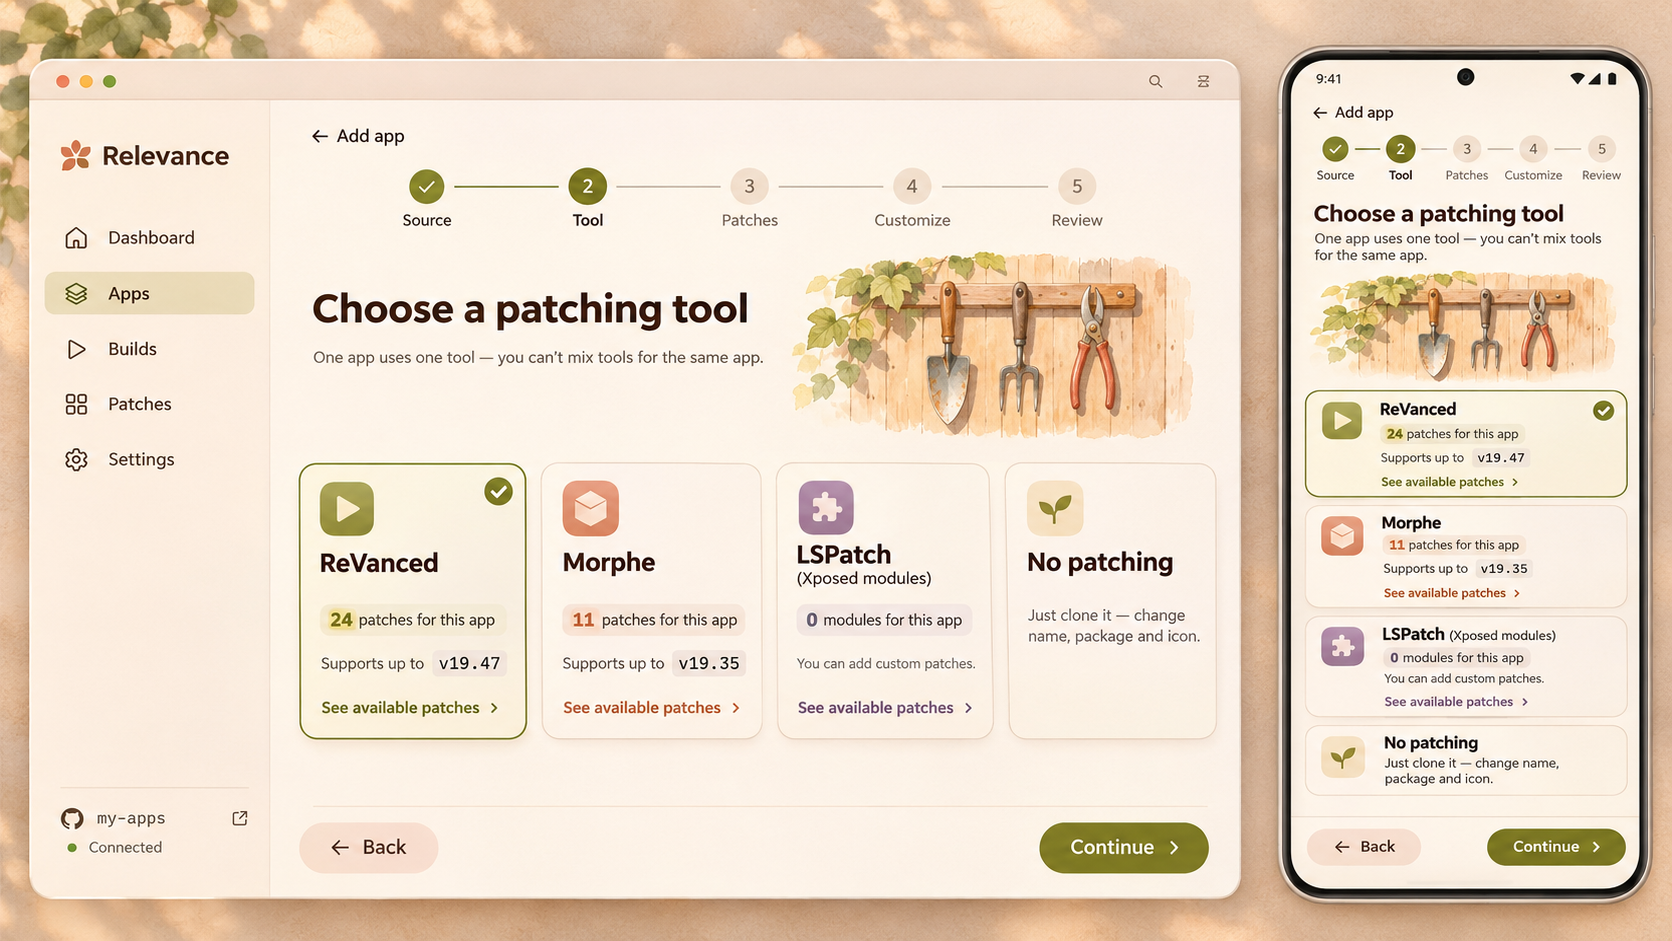 Relevance
Dashboard
Apps
Builds
Patches
Settings
my-apps
Connected
← Add app
2 3 4 5
Source Tool Patches Customize Review
Choose a patching tool
One app uses one tool — you can't mix tools for the same app.
ReVanced
24 patches for this app
Supports up to v19.47
See available patches >
Morphe
11 patches for this app
Supports up to v19.35
See available patches >
LSPatch
(Xposed modules)
0 modules for this app
You can add custom patches.
See available patches >
No patching
Just clone it — change
name, package and icon.
← Back
Continue >
9:41
← Add app
2 3 4 5
Source Tool Patches Customize Review
Choose a patching tool
One app uses one tool — you can't mix tools
for the same app.
ReVanced
24 patches for this app
Supports up to v19.47
See available patches >
Morphe
11 patches for this app
Supports up to v19.35
See available patches >
LSPatch (Xposed modules)
0 modules for this app
You can add custom patches.
See available patches >
No patching
Just clone it — change name,
package and icon.
← Back
Continue >